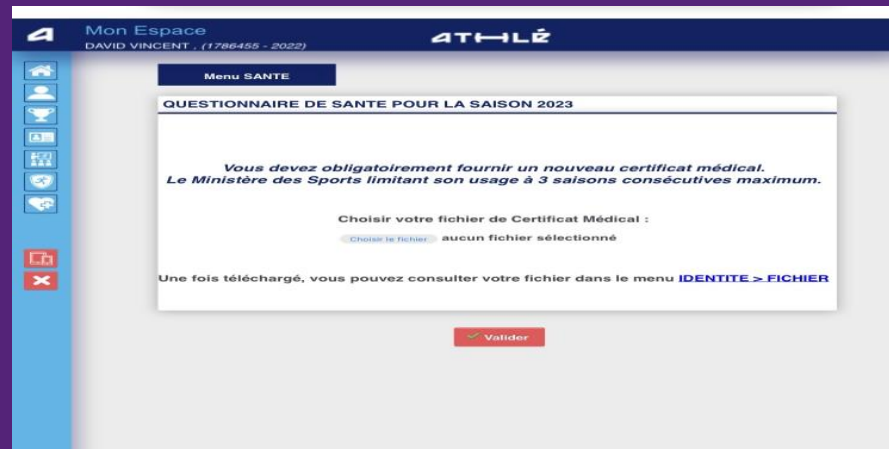 Mon Espace
ATHLÉ
DAVID VINCENT , (1786455 - 2022)
Menu SANTE
QUESTIONNAIRE DE SANTE POUR LA SAISON 2023
Vous devez obligatoirement fournir un nouveau certificat médical.
Le Ministère des Sports limitant son usage à 3 saisons consécutives maximum.
Choisir votre fichier de Certificat Médical :
Choisir le fichier aucun fichier sélectionné
Une fois téléchargé, vous pouvez consulter votre fichier dans le menu IDENTITE > FICHIER
Valider